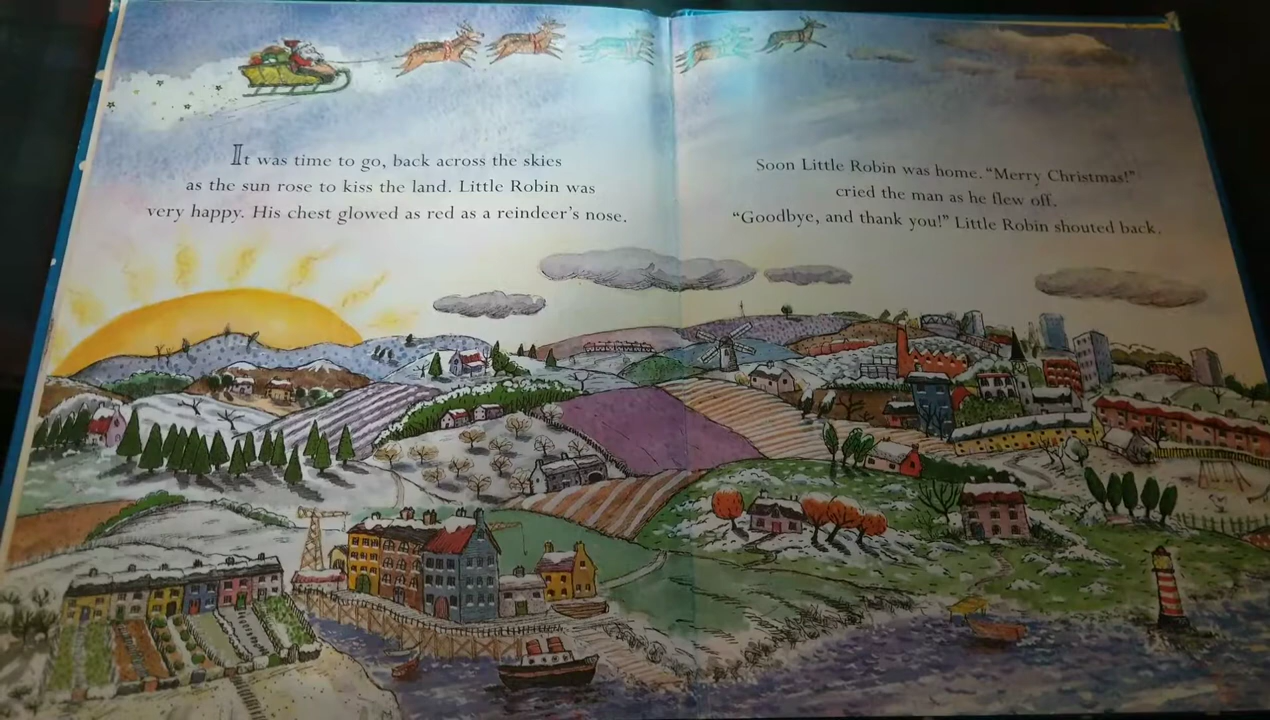 It was time to go, back across the skies
as the sun rose to kiss the land. Little Robin was
very happy. His chest glowed as red as a reindeer's nose.
Soon Little Robin was home. "Merry Christmas!"
cried the man as he flew off.
"Goodbye, and thank you!" Little Robin shouted back.